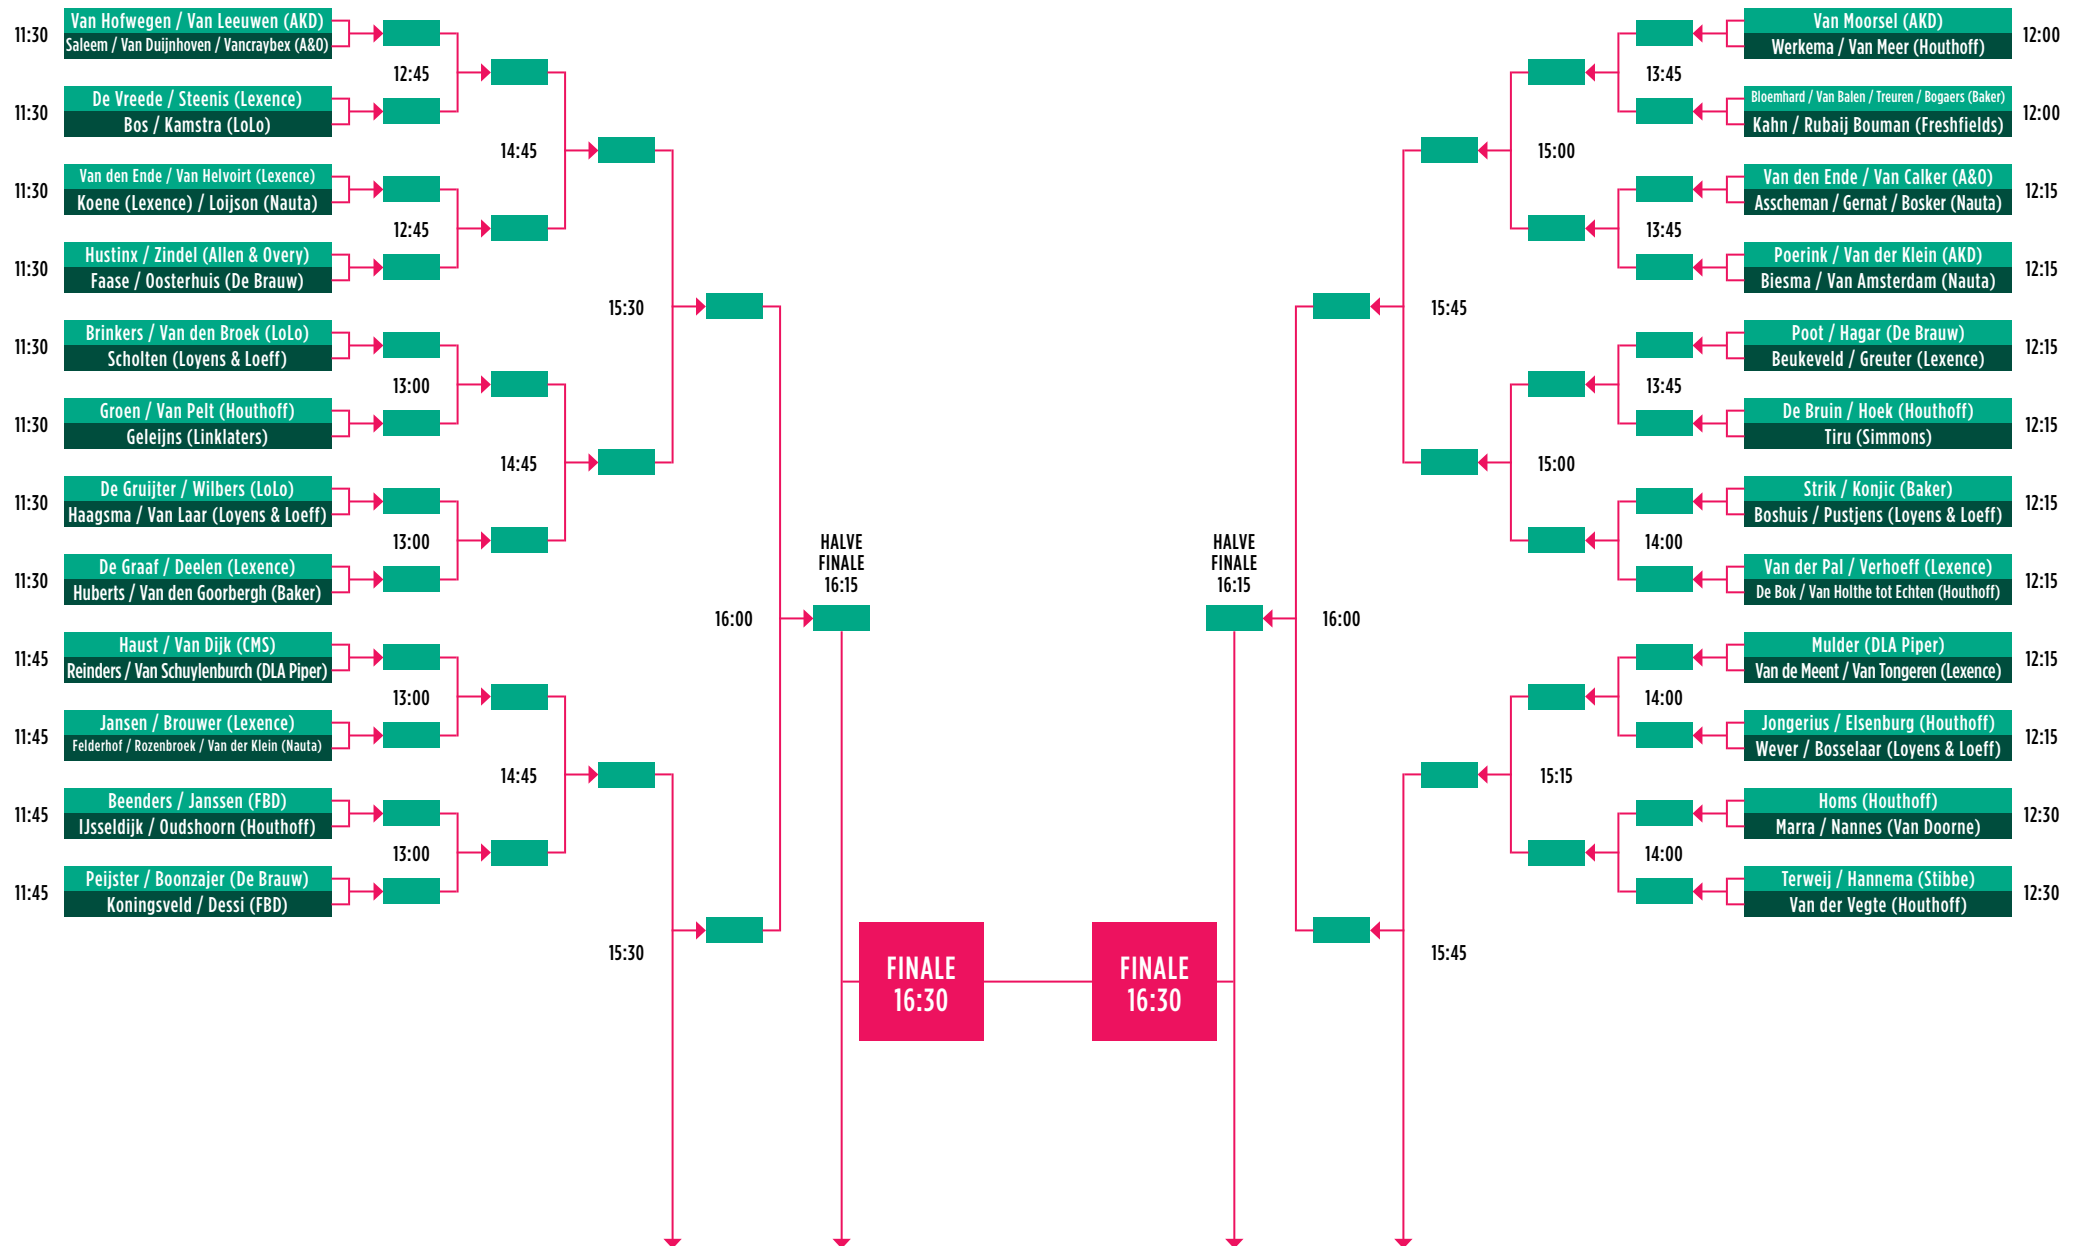 11:30
Van Hofwegen / Van Leeuwen (AKD)
Saleem / Van Duijnhoven / Vancraybex (A&O)
12:45
11:30
De Vreede / Steenis (Lexence)
Bos / Kamstra (LoLo)
14:45
11:30
Van den Ende / Van Helvoirt (Lexence)
Koene (Lexence) / Loijson (Nauta)
12:45
11:30
Hustinx / Zindel (Allen & Overy)
Faase / Oosterhuis (De Brauw)
15:30
11:30
Brinkers / Van den Broek (LoLo)
Scholten (Loyens & Loeff)
13:00
11:30
Groen / Van Pelt (Houthoff)
Geleijns (Linklaters)
14:45
11:30
De Gruijter / Wilbers (LoLo)
Haagsma / Van Laar (Loyens & Loeff)
13:00
11:30
De Graaf / Deelen (Lexence)
Huberts / Van den Goorbergh (Baker)
16:00
11:45
Haust / Van Dijk (CMS)
Reinders / Van Schuylenburch (DLA Piper)
13:00
11:45
Jansen / Brouwer (Lexence)
Felderhof / Rozenbroek / Van der Klein (Nauta)
14:45
11:45
Beenders / Janssen (FBD)
IJsseldijk / Oudshoorn (Houthoff)
13:00
11:45
Peijster / Boonzajer (De Brauw)
Koningsveld / Dessi (FBD)
15:30
HALVE
FINALE
16:15
FINALE
16:30
HALVE
FINALE
16:15
FINALE
16:30
Van Moorsel (AKD)
Werkema / Van Meer (Houthoff)
12:00
13:45
Bloemhard / Van Balen / Treuren / Bogaers (Baker)
Kahn / Rubaij Bouman (Freshfields)
12:00
15:00
Van den Ende / Van Calker (A&O)
Asscheman / Gernat / Bosker (Nauta)
12:15
13:45
Poerink / Van der Klein (AKD)
Biesma / Van Amsterdam (Nauta)
12:15
15:45
Poot / Hagar (De Brauw)
Beukeveld / Greuter (Lexence)
12:15
13:45
De Bruin / Hoek (Houthoff)
Tiru (Simmons)
12:15
15:00
Strik / Konjic (Baker)
Boshuis / Pustjens (Loyens & Loeff)
12:15
14:00
Van der Pal / Verhoeff (Lexence)
De Bok / Van Holthe tot Echten (Houthoff)
12:15
16:00
Mulder (DLA Piper)
Van de Meent / Van Tongeren (Lexence)
12:15
14:00
Jongerius / Elsenburg (Houthoff)
Wever / Bosselaar (Loyens & Loeff)
12:15
15:15
Homs (Houthoff)
Marra / Nannes (Van Doorne)
12:30
14:00
Terweij / Hannema (Stibbe)
Van der Vegte (Houthoff)
12:30
15:45